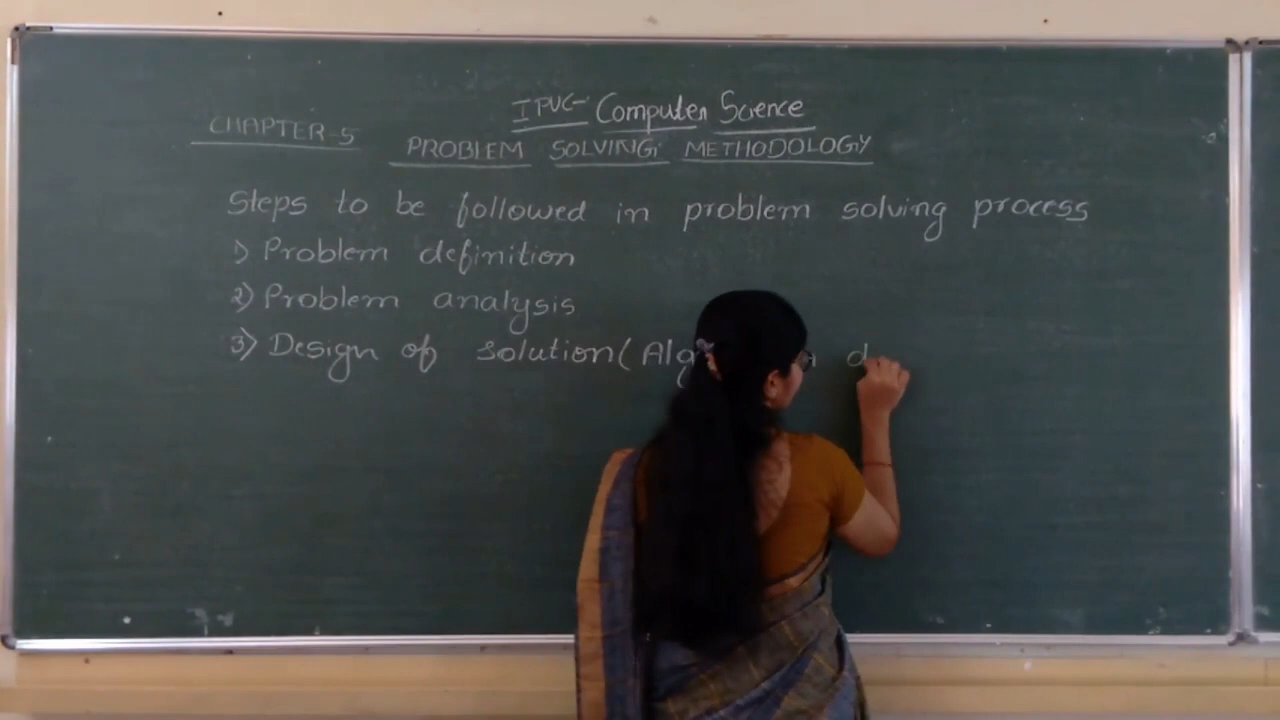 I PUC- Computer Science
CHAPTER-5
PROBLEM SOLVING METHODOLOGY
Steps to be followed in problem solving process
1) Problem definition
2) Problem analysis
3) Design of solution (